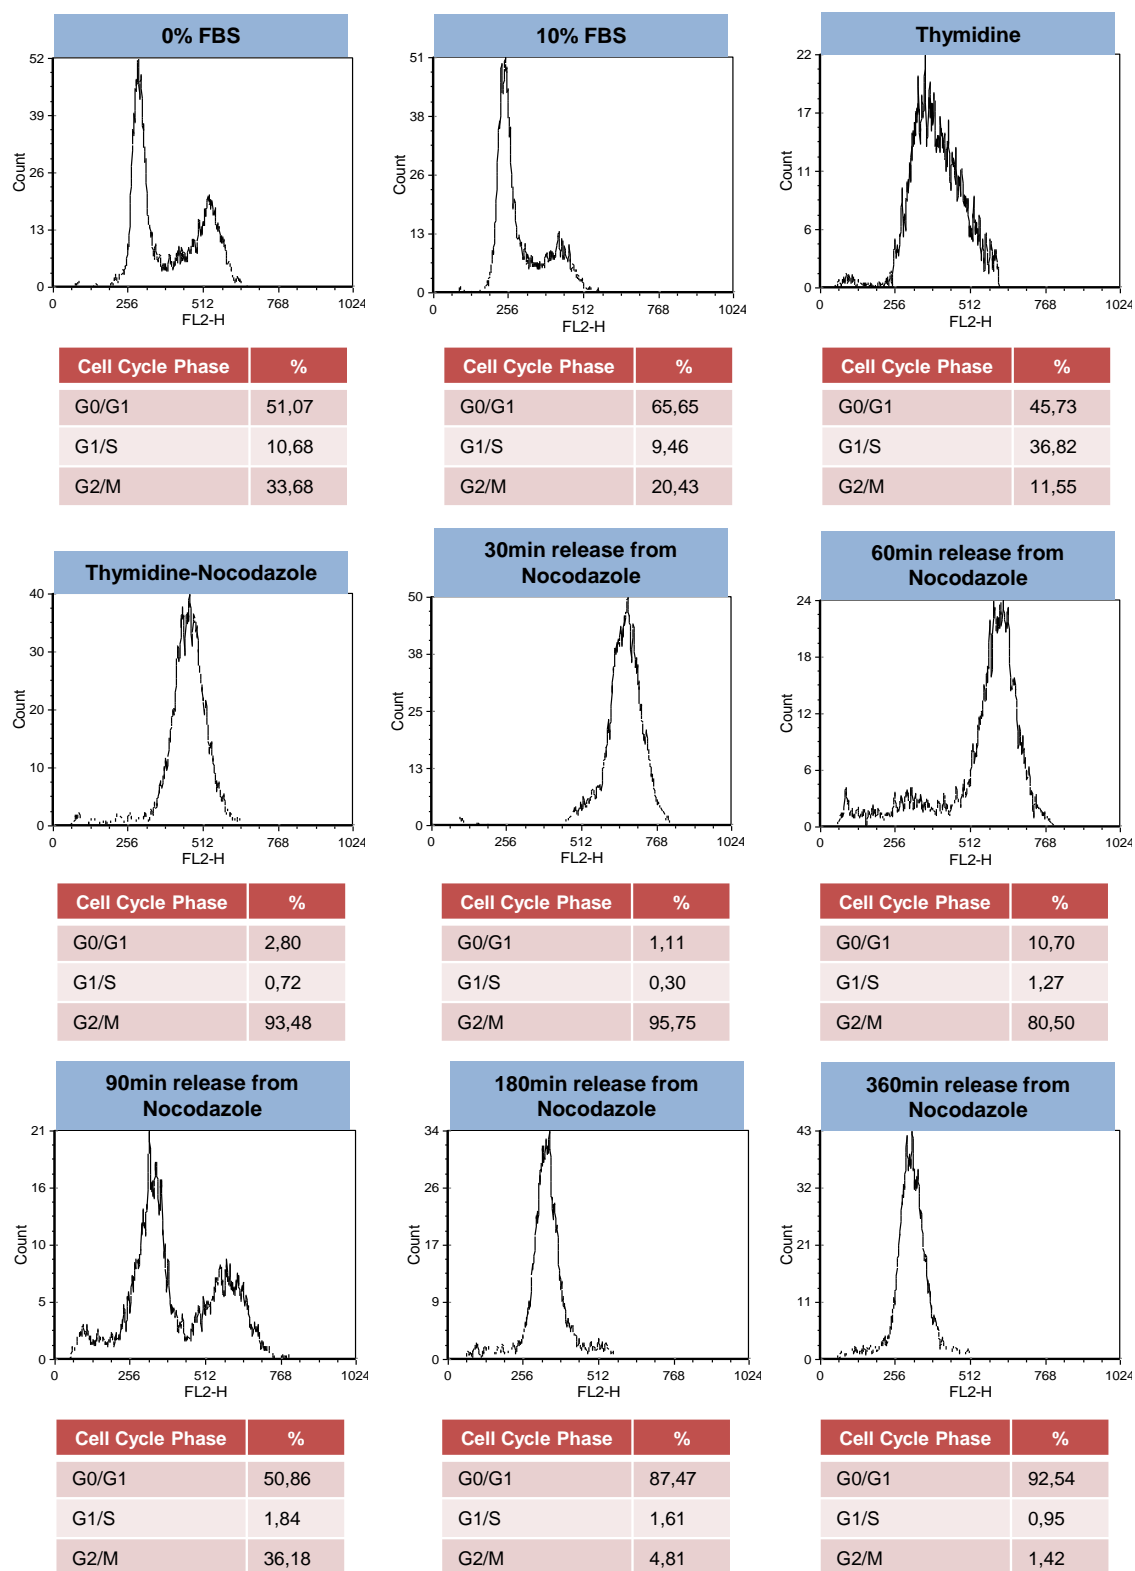 0% FBS
52
39
26
13
0
Count
0 256 512 768 1024
FL2-H
Cell Cycle Phase %
G0/G1 51,07
G1/S 10,68
G2/M 33,68
10% FBS
51
38
26
13
0
Count
0 256 512 768 1024
FL2-H
Cell Cycle Phase %
G0/G1 65,65
G1/S 9,46
G2/M 20,43
Thymidine
22
17
11
6
0
Count
0 256 512 768 1024
FL2-H
Cell Cycle Phase %
G0/G1 45,73
G1/S 36,82
G2/M 11,55
Thymidine-Nocodazole
40
30
20
10
0
Count
0 256 512 768 1024
FL2-H
Cell Cycle Phase %
G0/G1 2,80
G1/S 0,72
G2/M 93,48
30min release from
Nocodazole
50
38
25
13
0
Count
0 256 512 768 1024
FL2-H
Cell Cycle Phase %
G0/G1 1,11
G1/S 0,30
G2/M 95,75
60min release from
Nocodazole
24
18
12
6
0
Count
0 256 512 768 1024
FL2-H
Cell Cycle Phase %
G0/G1 10,70
G1/S 1,27
G2/M 80,50
90min release from
Nocodazole
21
16
10
5
0
Count
0 256 512 768 1024
FL2-H
Cell Cycle Phase %
G0/G1 50,86
G1/S 1,84
G2/M 36,18
180min release from
Nocodazole
34
26
17
9
0
Count
0 256 512 768 1024
FL2-H
Cell Cycle Phase %
G0/G1 87,47
G1/S 1,61
G2/M 4,81
360min release from
Nocodazole
43
32
21
11
0
Count
0 256 512 768 1024
FL2-H
Cell Cycle Phase %
G0/G1 92,54
G1/S 0,95
G2/M 1,42